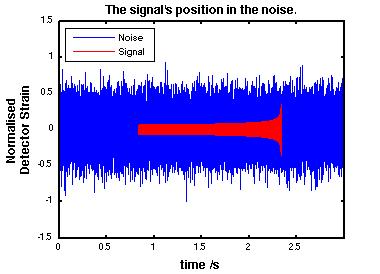 The signal's position in the noise.
Noise
Signal
Normalised
Detector Strain
1.5
1
0.5
0
-0.5
-1
-1.5
0
0.5
1
1.5
2
2.5
time /s